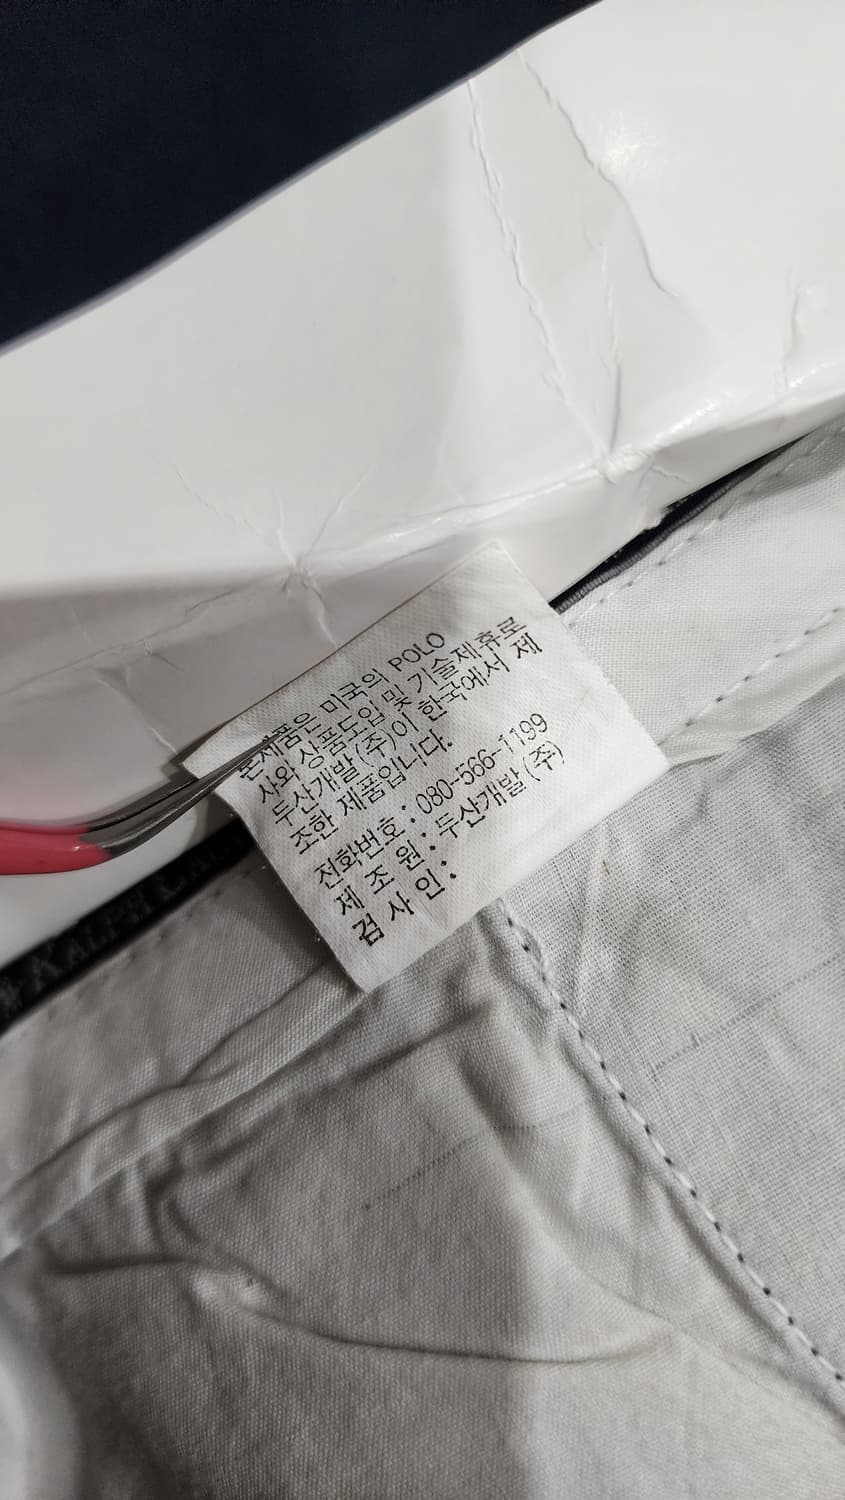 본제품은 미국의 POLO
사와 상품도입 및 기술제휴로
두산개발(주)이 한국에서 제
조한 제품입니다.
전화번호 : 080-566-1199
제 조 원 : 두산개발(주)
검 사 인 :
RALPH